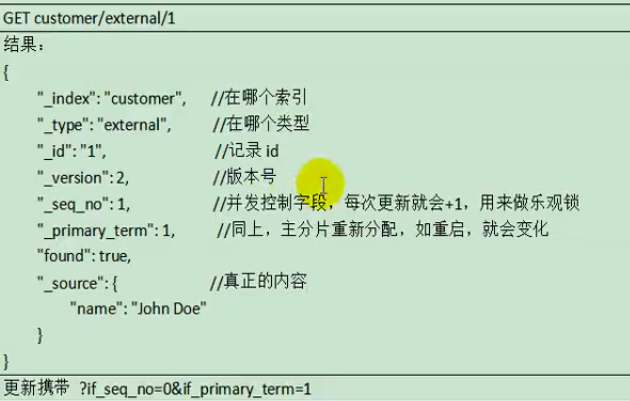 GET customer/external/1
结果：
{
"_index": "customer", //在哪个索引
"_type": "external", //在哪个类型
"_id": "1", //记录 id
"_version": 2, //版本号
"_seq_no": 1, //并发控制字段，每次更新就会+1，用来做乐观锁
"_primary_term": 1, //同上，主分片重新分配，如重启，就会变化
"found": true,
"_source": { //真正的内容
"name": "John Doe"
}
}
更新携带 ?if_seq_no=0&if_primary_term=1